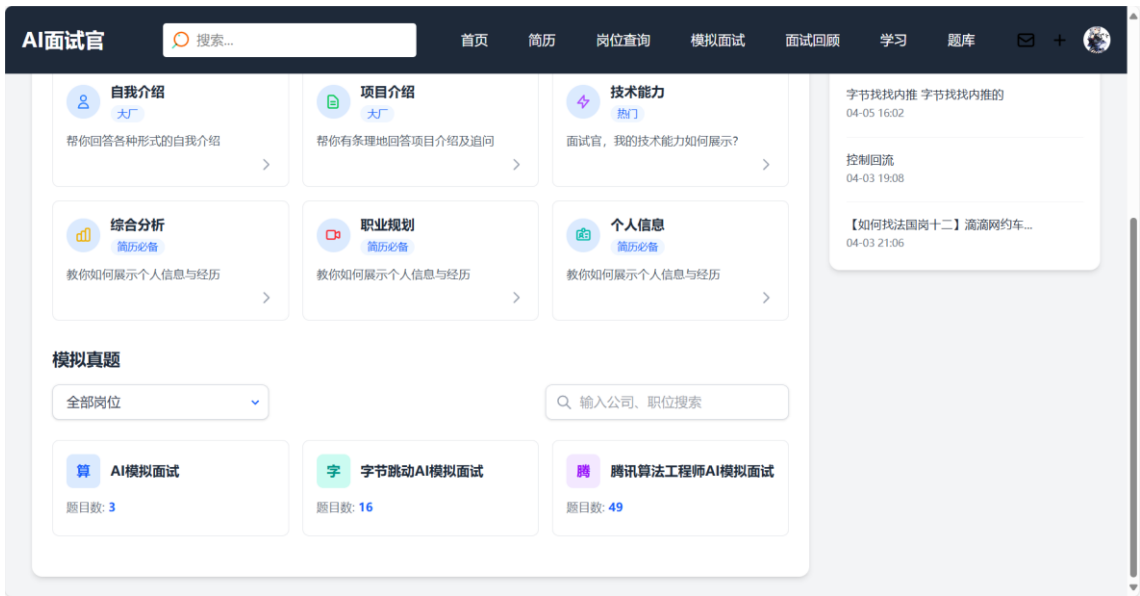 AI面试官
搜索...
首页
简历
岗位查询
模拟面试
面试回顾
学习
题库
自我介绍
大厂
帮你回答各种形式的自我介绍
项目介绍
大厂
帮你有条理地回答项目介绍及追问
技术能力
热门
面试官，我的技术能力如何展示?
综合分析
简历必备
教你如何展示个人信息与经历
职业规划
简历必备
教你如何展示个人信息与经历
个人信息
简历必备
教你如何展示个人信息与经历
模拟真题
全部岗位
输入公司、职位搜索
算
AI模拟面试
题目数: 3
字
字节跳动AI模拟面试
题目数: 16
腾
腾讯算法工程师AI模拟面试
题目数: 49
字节找找内推 字节找找内推的
04-05 16:02
控制回流
04-03 19:08
【如何找法国岗十二】滴滴网约车...
04-03 21:06